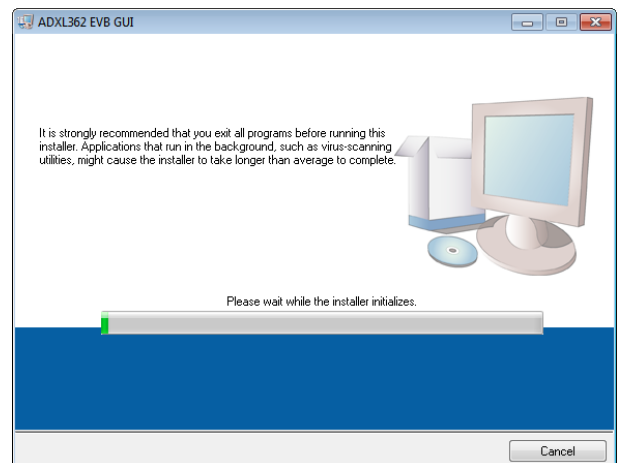 ADXL362 EVB GUI
It is strongly recommended that you exit all programs before running this
installer. Applications that run in the background, such as virus-scanning
utilities, might cause the installer to take longer than average to complete.
Please wait while the installer initializes.
Cancel